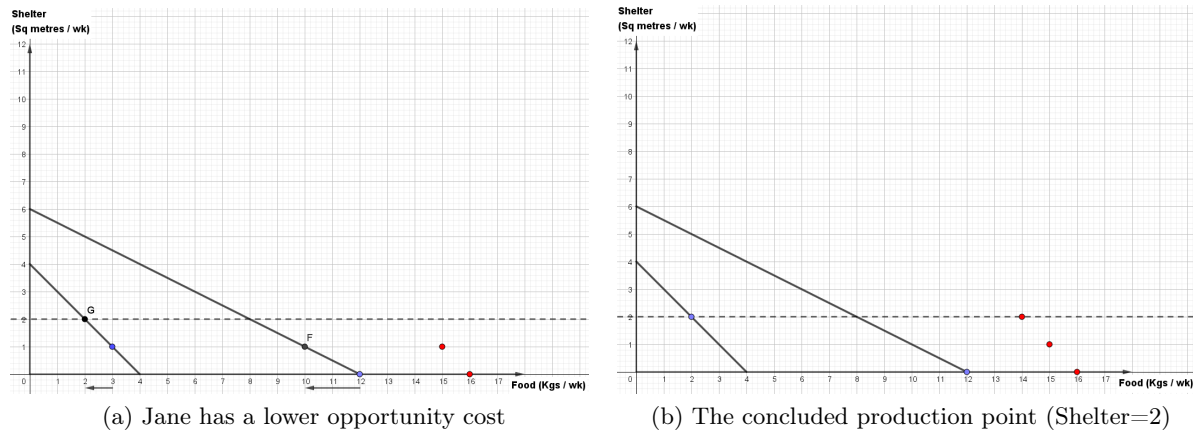 Shelter
(Sq metres / wk)
12
11
10
9
8
7
6
5
4
3
2
1
G
F
0 1 2 3 4 5 6 7 8 9 10 11 12 13 14 15 16 17
Food (Kgs / wk)
(a) Jane has a lower opportunity cost
Shelter
(Sq metres / wk)
12
11
10
9
8
7
6
5
4
3
2
1
0 1 2 3 4 5 6 7 8 9 10 11 12 13 14 15 16 17
Food (Kgs / wk)
(b) The concluded production point (Shelter=2)